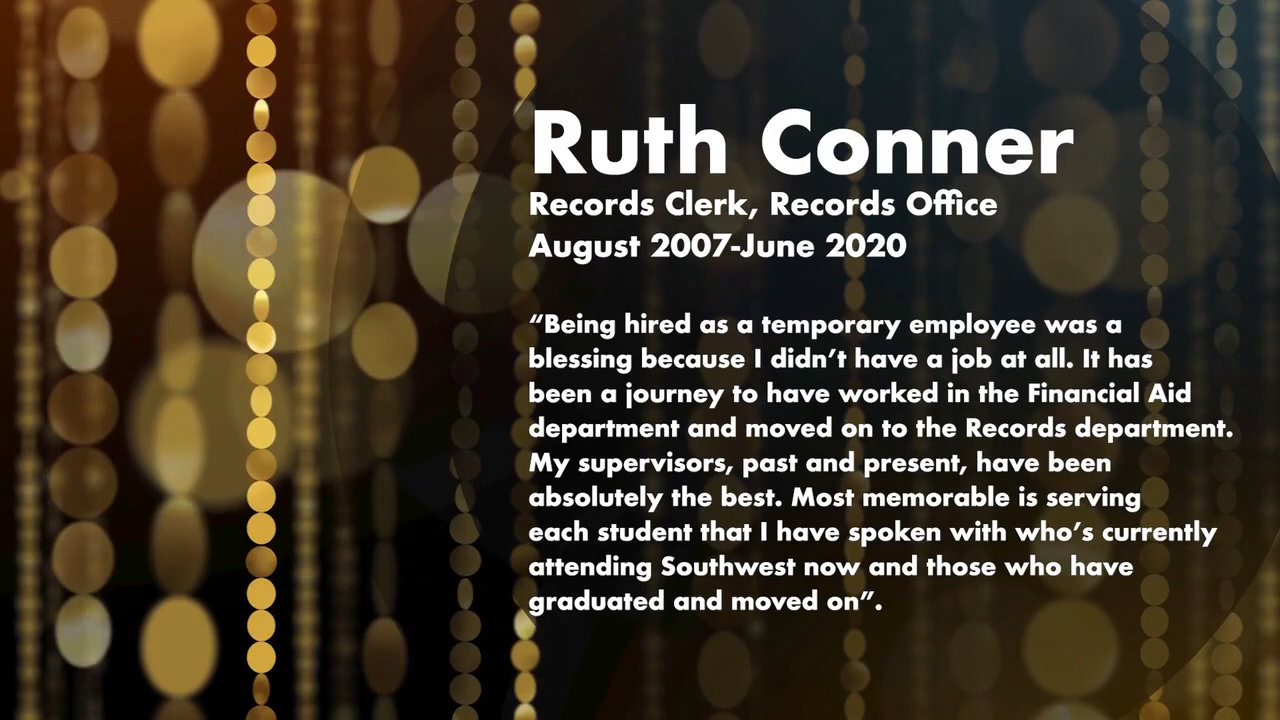 Ruth Conner
Records Clerk, Records Office
August 2007-June 2020
“Being hired as a temporary employee was a
blessing because I didn’t have a job at all. It has
been a journey to have worked in the Financial Aid
department and moved on to the Records department.
My supervisors, past and present, have been
absolutely the best. Most memorable is serving
each student that I have spoken with who’s currently
attending Southwest now and those who have
graduated and moved on”.